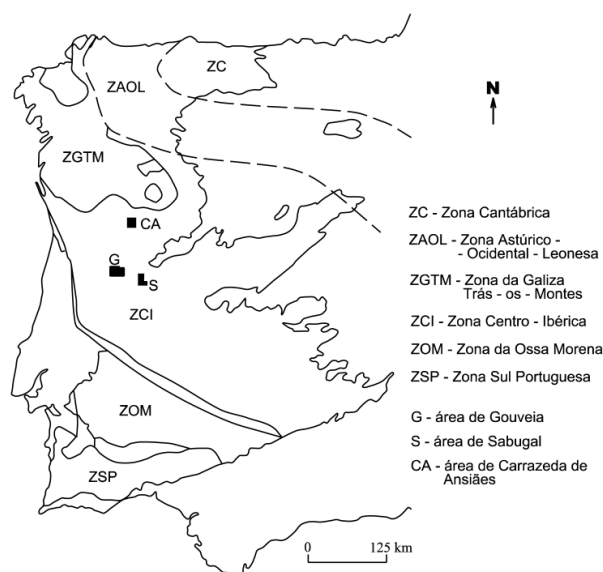 ZC
ZAOL
N
ZGTM
CA
G
S
ZCI
ZOM
ZSP
ZC - Zona Cantábrica
ZAOL - Zona Astúrico -
- Ocidental - Leonesa
ZGTM - Zona da Galiza
Trás - os - Montes
ZCI - Zona Centro - Ibérica
ZOM - Zona da Ossa Morena
ZSP - Zona Sul Portuguesa
G - área de Gouveia
S - área de Sabugal
CA - área de Carrazeda de
Ansiães
0 125 km